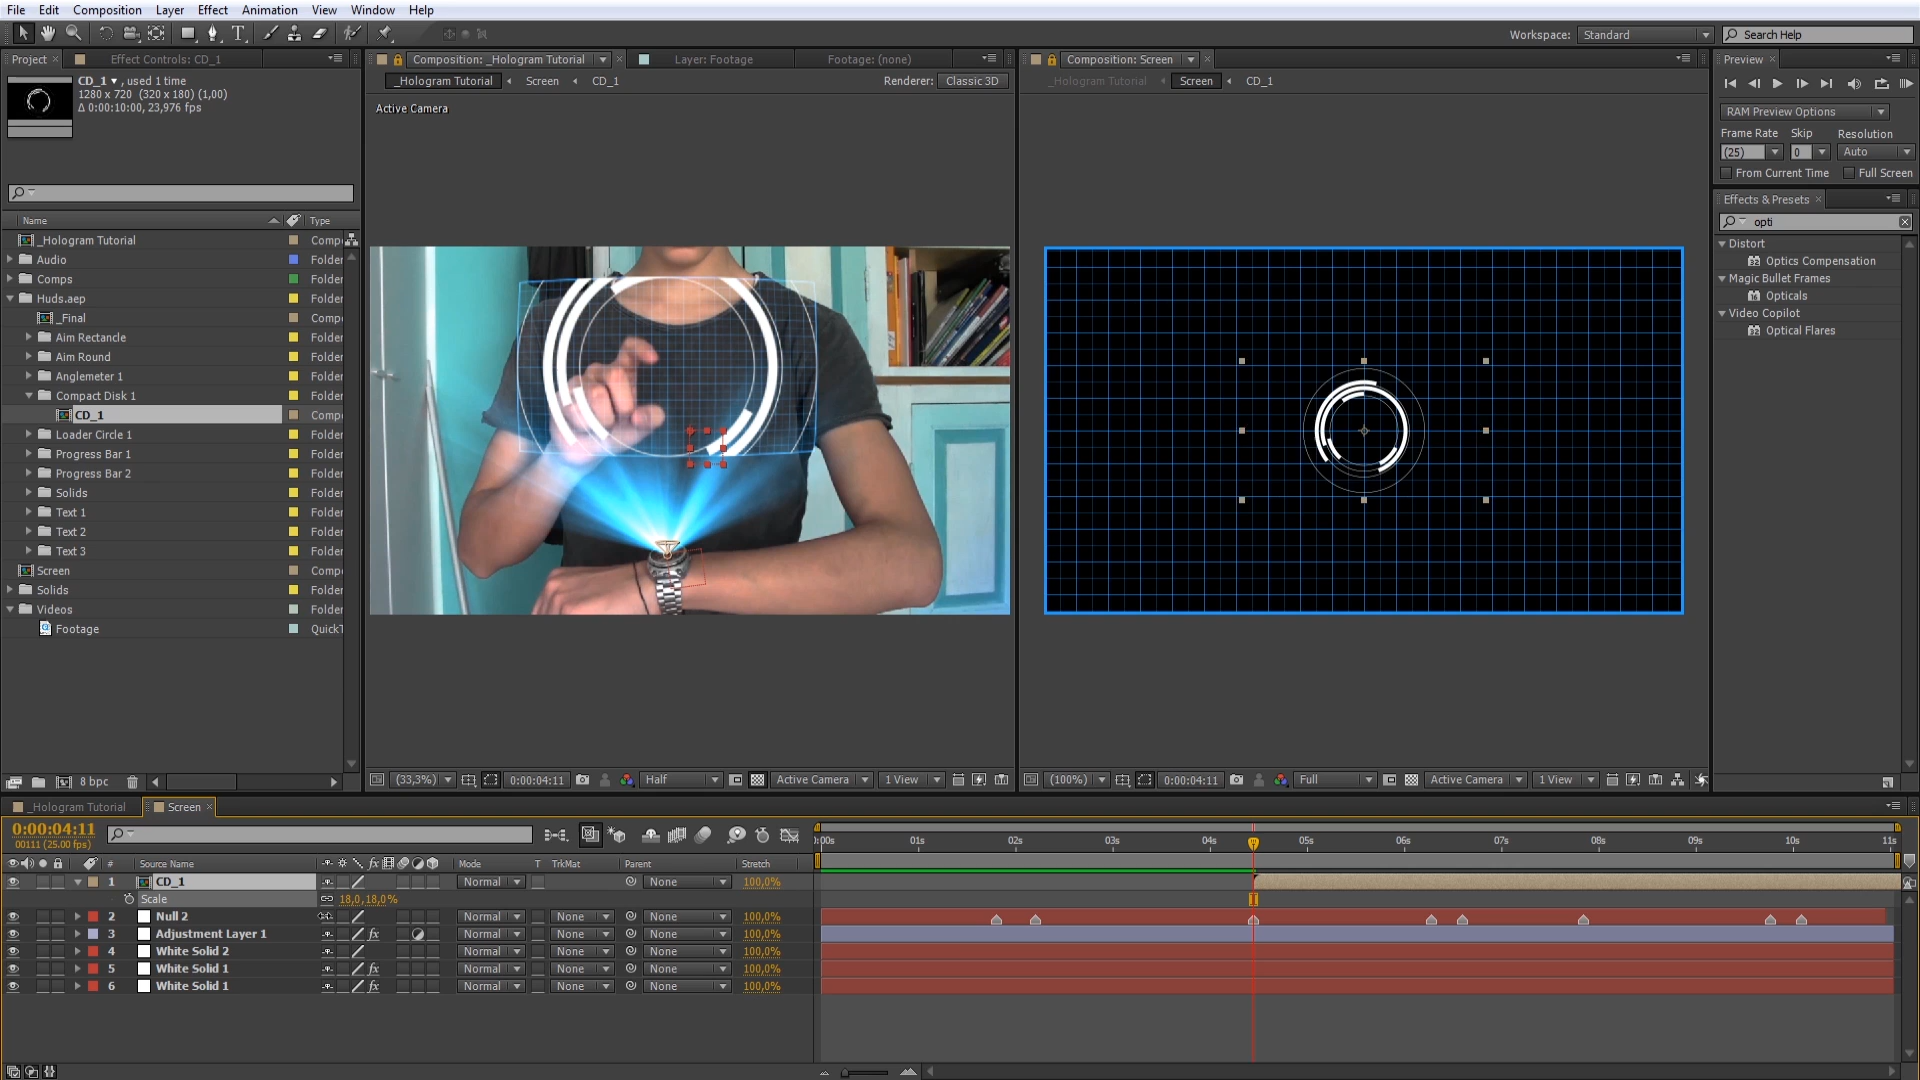 File Edit Composition Layer Effect Animation View Window Help
Workspace: Standard Search Help
Project × Effect Controls: CD_1
CD_1 ▾ , used 1 time
1280 x 720 (320 x 180) (1,00)
Δ 0:00:10:00, 23,976 fps
Name Type
_Hologram Tutorial Comp
Audio Folder
Comps Folder
Huds.aep Folder
_Final Comp
Aim Rectancle Folder
Aim Round Folder
Anglemeter 1 Folder
Compact Disk 1 Folder
CD_1 Comp
Loader Circle 1 Folder
Progress Bar 1 Folder
Progress Bar 2 Folder
Solids Folder
Text 1 Folder
Text 2 Folder
Text 3 Folder
Screen Comp
Solids Folder
Videos Folder
Footage QuickT
8 bpc
Composition: _Hologram Tutorial × Layer: Footage Footage: (none)
_Hologram Tutorial Screen CD_1 Renderer: Classic 3D
Active Camera
(33,3%) 0:00:04:11 Half Active Camera 1 View
Composition: Screen ×
_Hologram Tutorial Screen CD_1
(100%) 0:00:04:11 Full Active Camera 1 View
Preview ×
RAM Preview Options
Frame Rate Skip Resolution
(25) 0 Auto
From Current Time Full Screen
Effects & Presets ×
opti
Distort
Optics Compensation
Magic Bullet Frames
Opticals
Video Copilot
Optical Flares
_Hologram Tutorial Screen ×
0:00:04:11
00111 (25.00 fps)
:00s 01s 02s 03s 04s 05s 06s 07s 08s 09s 10s 11s
# Source Name fx Mode T TrkMat Parent Stretch
1 CD_1 Normal None 100,0%
Scale 18,0,18,0%
2 Null 2 Normal None None 100,0%
3 Adjustment Layer 1 fx Normal None None 100,0%
4 White Solid 2 Normal None None 100,0%
5 White Solid 1 fx Normal None None 100,0%
6 White Solid 1 fx Normal None None 100,0%